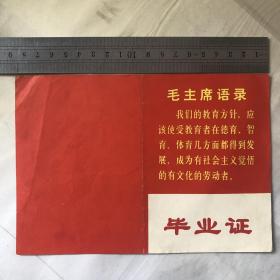 毛主席语录
我们的教育方针，应
该使受教育者在德育、智
育、体育几方面都得到发
展，成为有社会主义觉悟
的有文化的劳动者。
毕业证